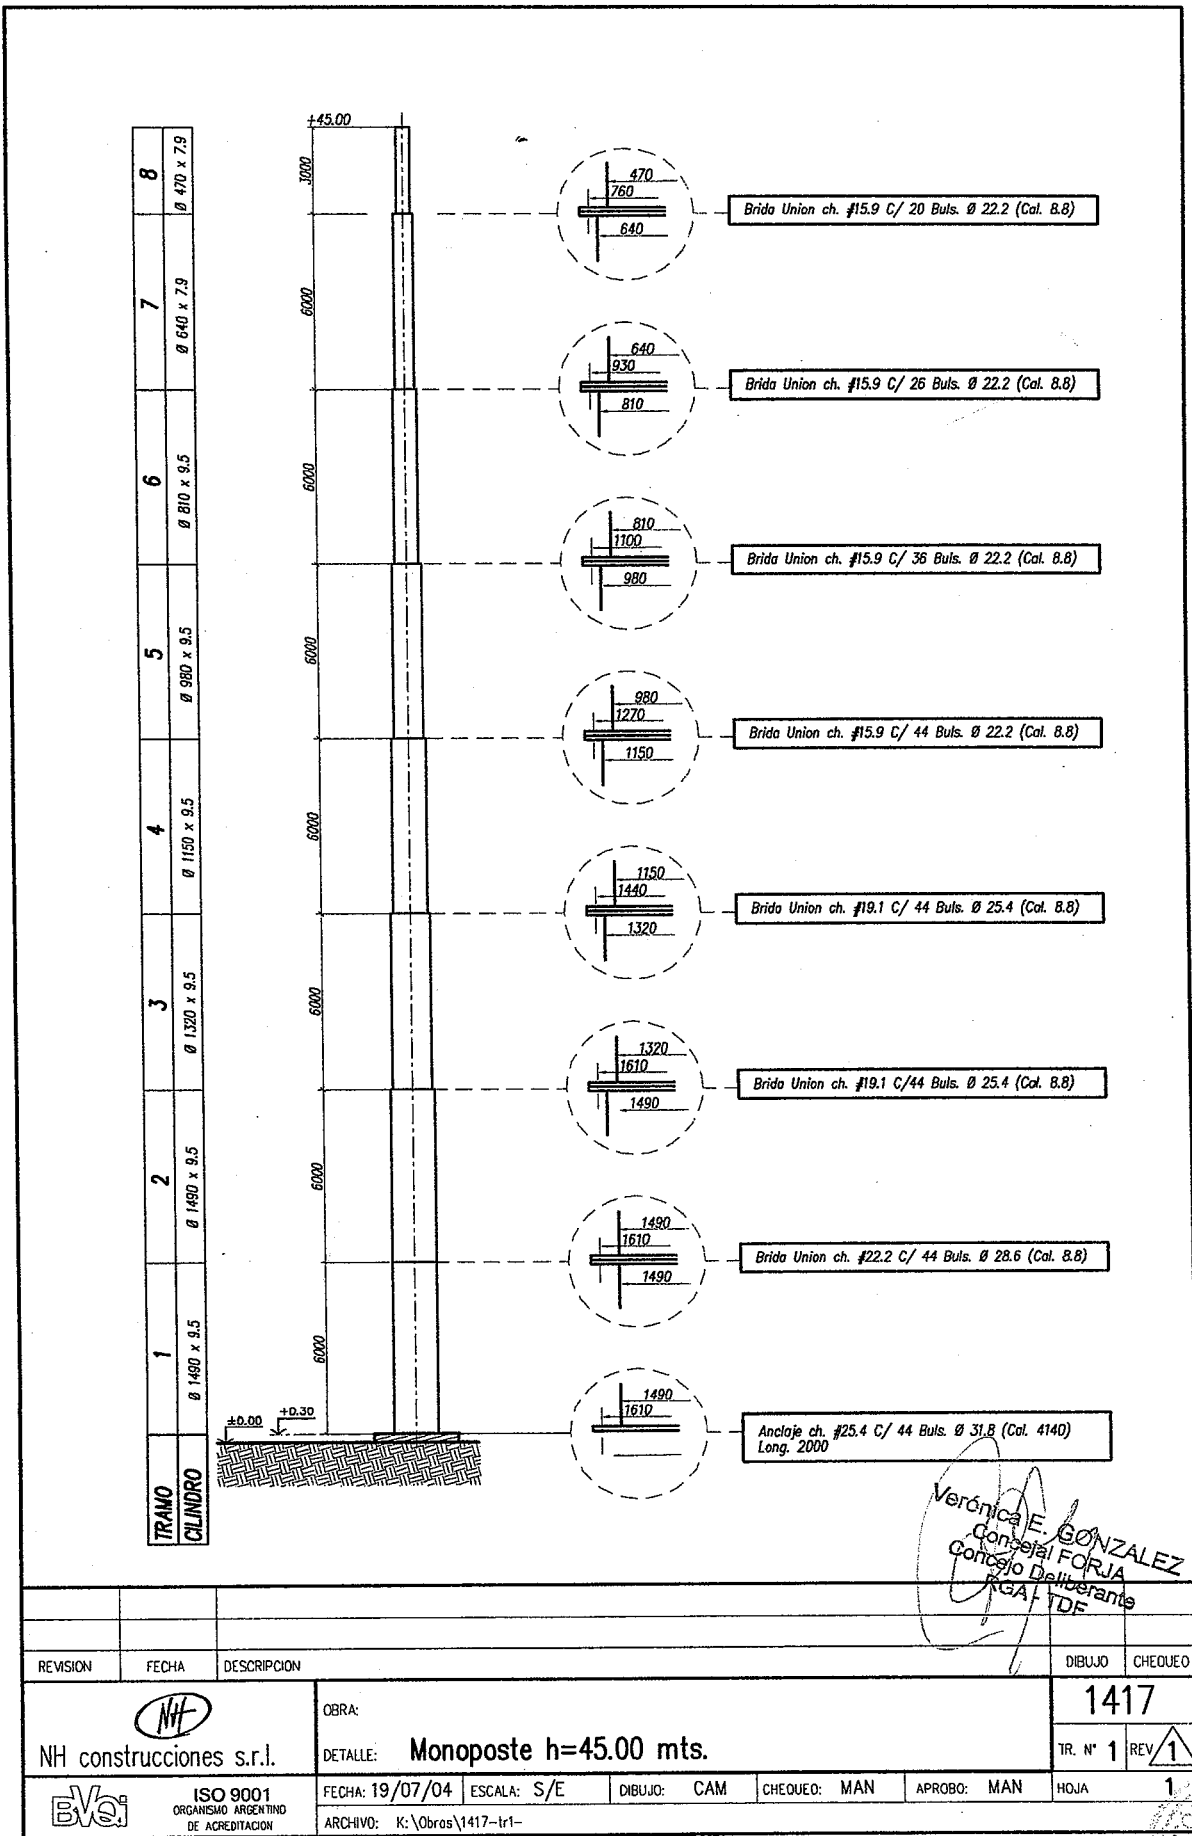 +45.00
8
Ø 470 x 7.9
3000
470
760
640
Brida Union ch. #15.9 C/ 20 Buls. Ø 22.2 (Cal. 8.8)
7
Ø 640 x 7.9
6000
640
930
810
Brida Union ch. #15.9 C/ 26 Buls. Ø 22.2 (Cal. 8.8)
6
Ø 810 x 9.5
6000
810
1100
980
Brida Union ch. #15.9 C/ 36 Buls. Ø 22.2 (Cal. 8.8)
5
Ø 980 x 9.5
6000
980
1270
1150
Brida Union ch. #15.9 C/ 44 Buls. Ø 22.2 (Cal. 8.8)
4
Ø 1150 x 9.5
6000
1150
1440
1320
Brida Union ch. #19.1 C/ 44 Buls. Ø 25.4 (Cal. 8.8)
3
Ø 1320 x 9.5
6000
1320
1610
1490
Brida Union ch. #19.1 C/44 Buls. Ø 25.4 (Cal. 8.8)
2
Ø 1490 x 9.5
6000
1490
1610
1490
Brida Union ch. #22.2 C/ 44 Buls. Ø 28.6 (Cal. 8.8)
1
Ø 1490 x 9.5
6000
1490
1610
Anclaje ch. #25.4 C/ 44 Buls. Ø 31.8 (Cal. 4140)
Long. 2000
±0.00
+0.30
TRAMO
CILINDRO
Verónica E. GONZALEZ
Concejal FORJA
Concejo Deliberante
RGA - TDF
REVISION FECHA DESCRIPCION DIBUJO CHEQUEO
NH
NH construcciones s.r.l.
OBRA:
DETALLE: Monoposte h=45.00 mts.
1417
TR. N° 1 REV 1
BVQi
ISO 9001
ORGANISMO ARGENTINO
DE ACREDITACION
FECHA: 19/07/04 ESCALA: S/E DIBUJO: CAM CHEQUEO: MAN APROBO: MAN HOJA 1
ARCHIVO: K:\Obras\1417-tr1-